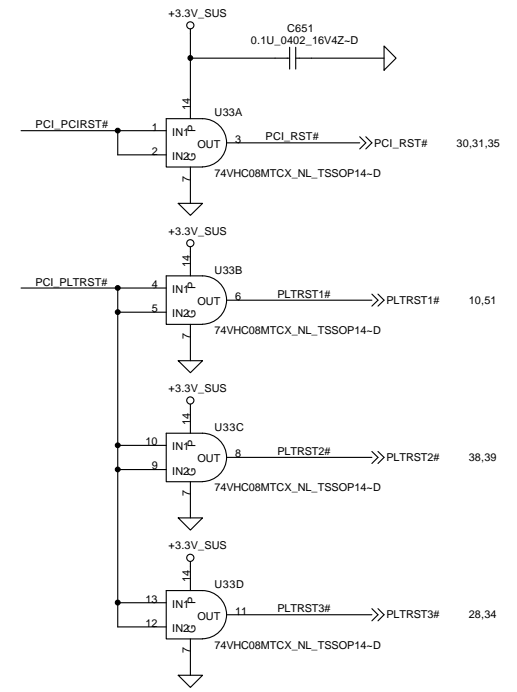 +3.3V_SUS
C651
0.1U_0402_16V4Z~D
14
U33A
PCI_PCIRST# 1 IN1 P
OUT 3 PCI_RST# PCI_RST# 30,31,35
2 IN2 G
7
74VHC08MTCX_NL_TSSOP14~D
+3.3V_SUS
14
U33B
PCI_PLTRST# 4 IN1 P
OUT 6 PLTRST1# PLTRST1# 10,51
5 IN2 G
7
74VHC08MTCX_NL_TSSOP14~D
+3.3V_SUS
14
U33C
10 IN1 P
OUT 8 PLTRST2# PLTRST2# 38,39
9 IN2 G
7
74VHC08MTCX_NL_TSSOP14~D
+3.3V_SUS
14
U33D
13 IN1 P
OUT 11 PLTRST3# PLTRST3# 28,34
12 IN2 G
7
74VHC08MTCX_NL_TSSOP14~D